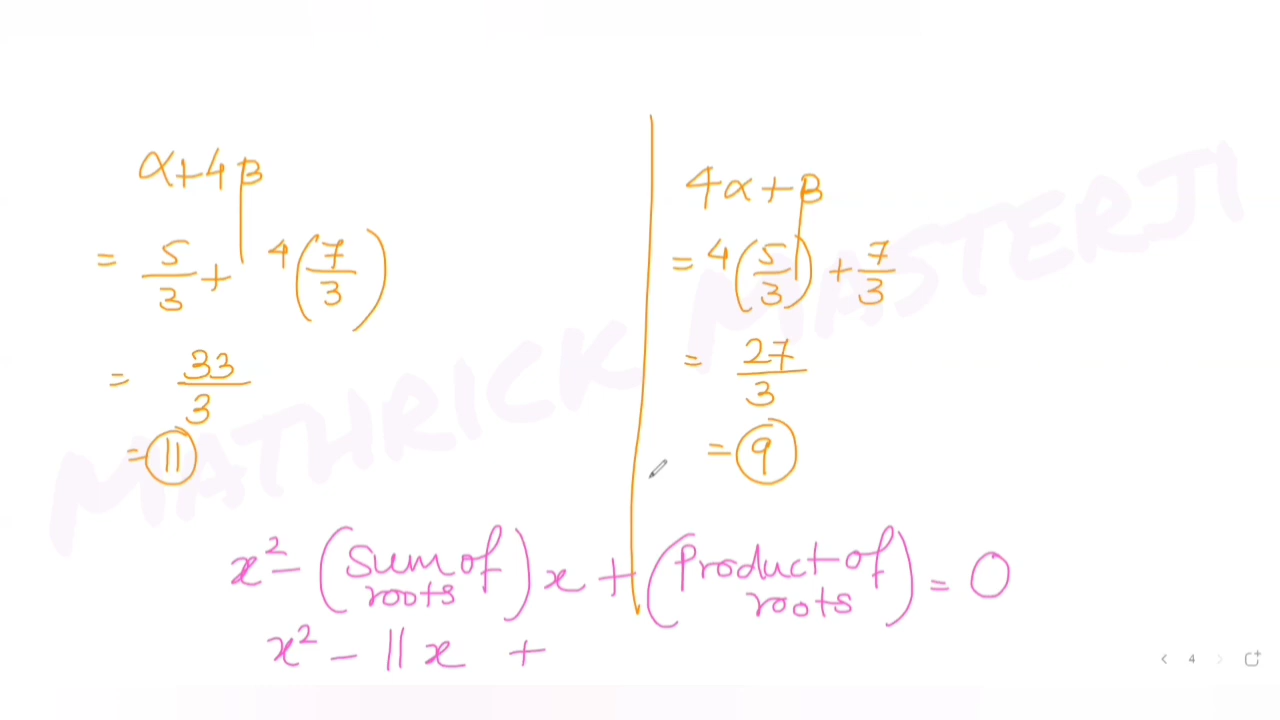 α+4β
= 5/3 + 4(7/3)
= 33/3
= 11
4α+β
= 4(5/3) + 7/3
= 27/3
= 9
x² - (Sum of roots) x + (Product of roots) = 0
x² - 11x +
MATHRICK MASTERJI
< 4 >